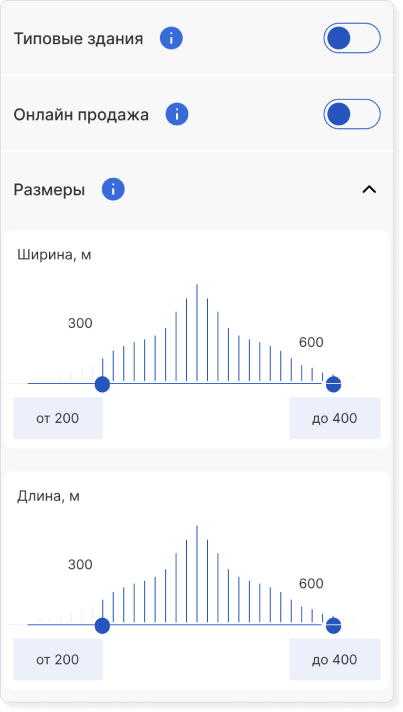 Типовые здания
Онлайн продажа
Размеры
Ширина, м
300
600
от 200
до 400
Длина, м
300
600
от 200
до 400